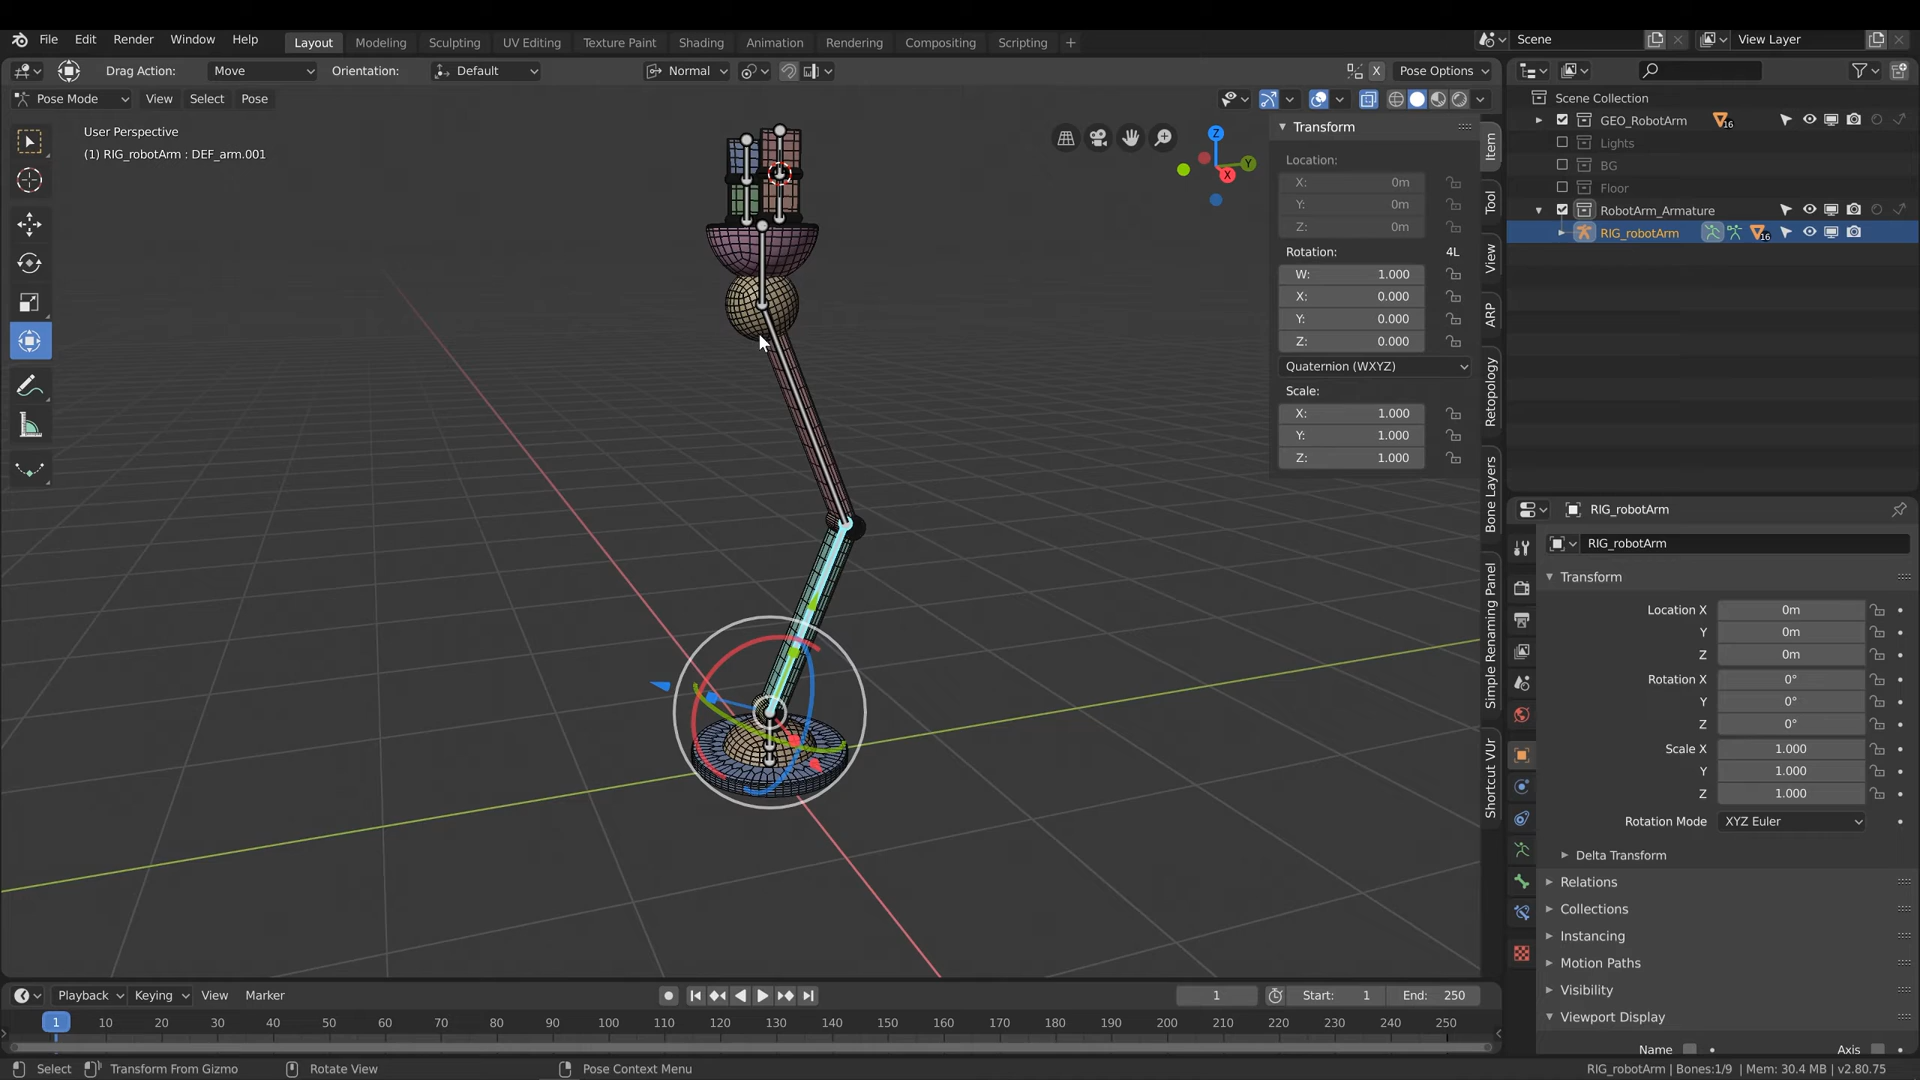 File Edit Render Window Help Layout Modeling Sculpting UV Editing Texture Paint Shading Animation Rendering Compositing Scripting + Scene View Layer
Drag Action: Move Orientation: Default Normal X Pose Options
Pose Mode View Select Pose
User Perspective
(1) RIG_robotArm : DEF_arm.001
Z
Y
X
Transform
Location:
X: 0m
Y: 0m
Z: 0m
Rotation: 4L
W: 1.000
X: 0.000
Y: 0.000
Z: 0.000
Quaternion (WXYZ)
Scale:
X: 1.000
Y: 1.000
Z: 1.000
Item
Tool
View
ARP
Retopology
Bone Layers
Simple Renaming Panel
Shortcut VUr
Scene Collection
GEO_RobotArm 16
Lights
BG
Floor
RobotArm_Armature
RIG_robotArm 16
RIG_robotArm
RIG_robotArm
Transform
Location X 0m
Y 0m
Z 0m
Rotation X 0°
Y 0°
Z 0°
Scale X 1.000
Y 1.000
Z 1.000
Rotation Mode XYZ Euler
Delta Transform
Relations
Collections
Instancing
Motion Paths
Visibility
Viewport Display
Name Axis
Playback Keying View Marker 1 Start: 1 End: 250
1 10 20 30 40 50 60 70 80 90 100 110 120 130 140 150 160 170 180 190 200 210 220 230 240 250
Select Transform From Gizmo Rotate View Pose Context Menu RIG_robotArm | Bones:1/9 | Mem: 30.4 MB | v2.80.75